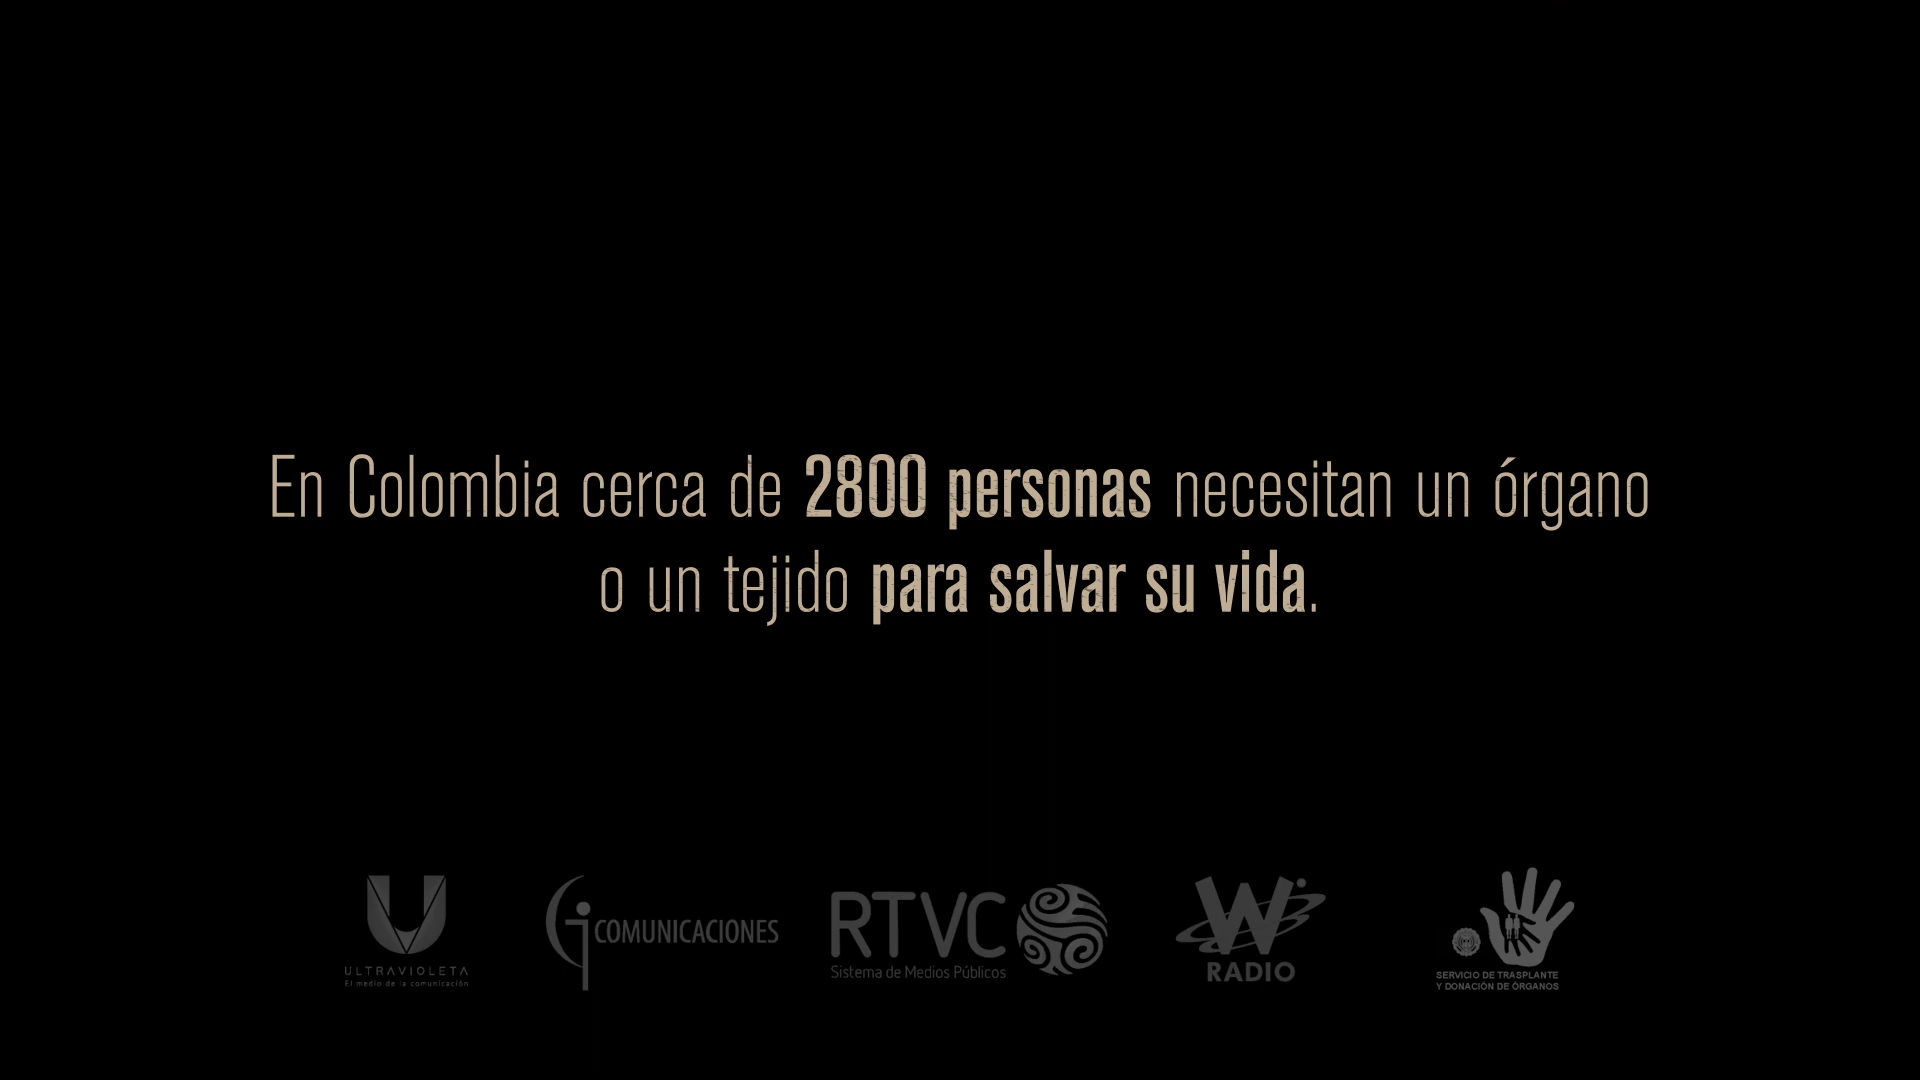 En Colombia cerca de 2800 personas necesitan un órgano
o un tejido para salvar su vida.
ULTRAVIOLETA
El medio de la comunicación
COMUNICACIONES
RTVC
Sistema de Medios Públicos
W
RADIO
SERVICIO DE TRASPLANTE
Y DONACIÓN DE ÓRGANOS